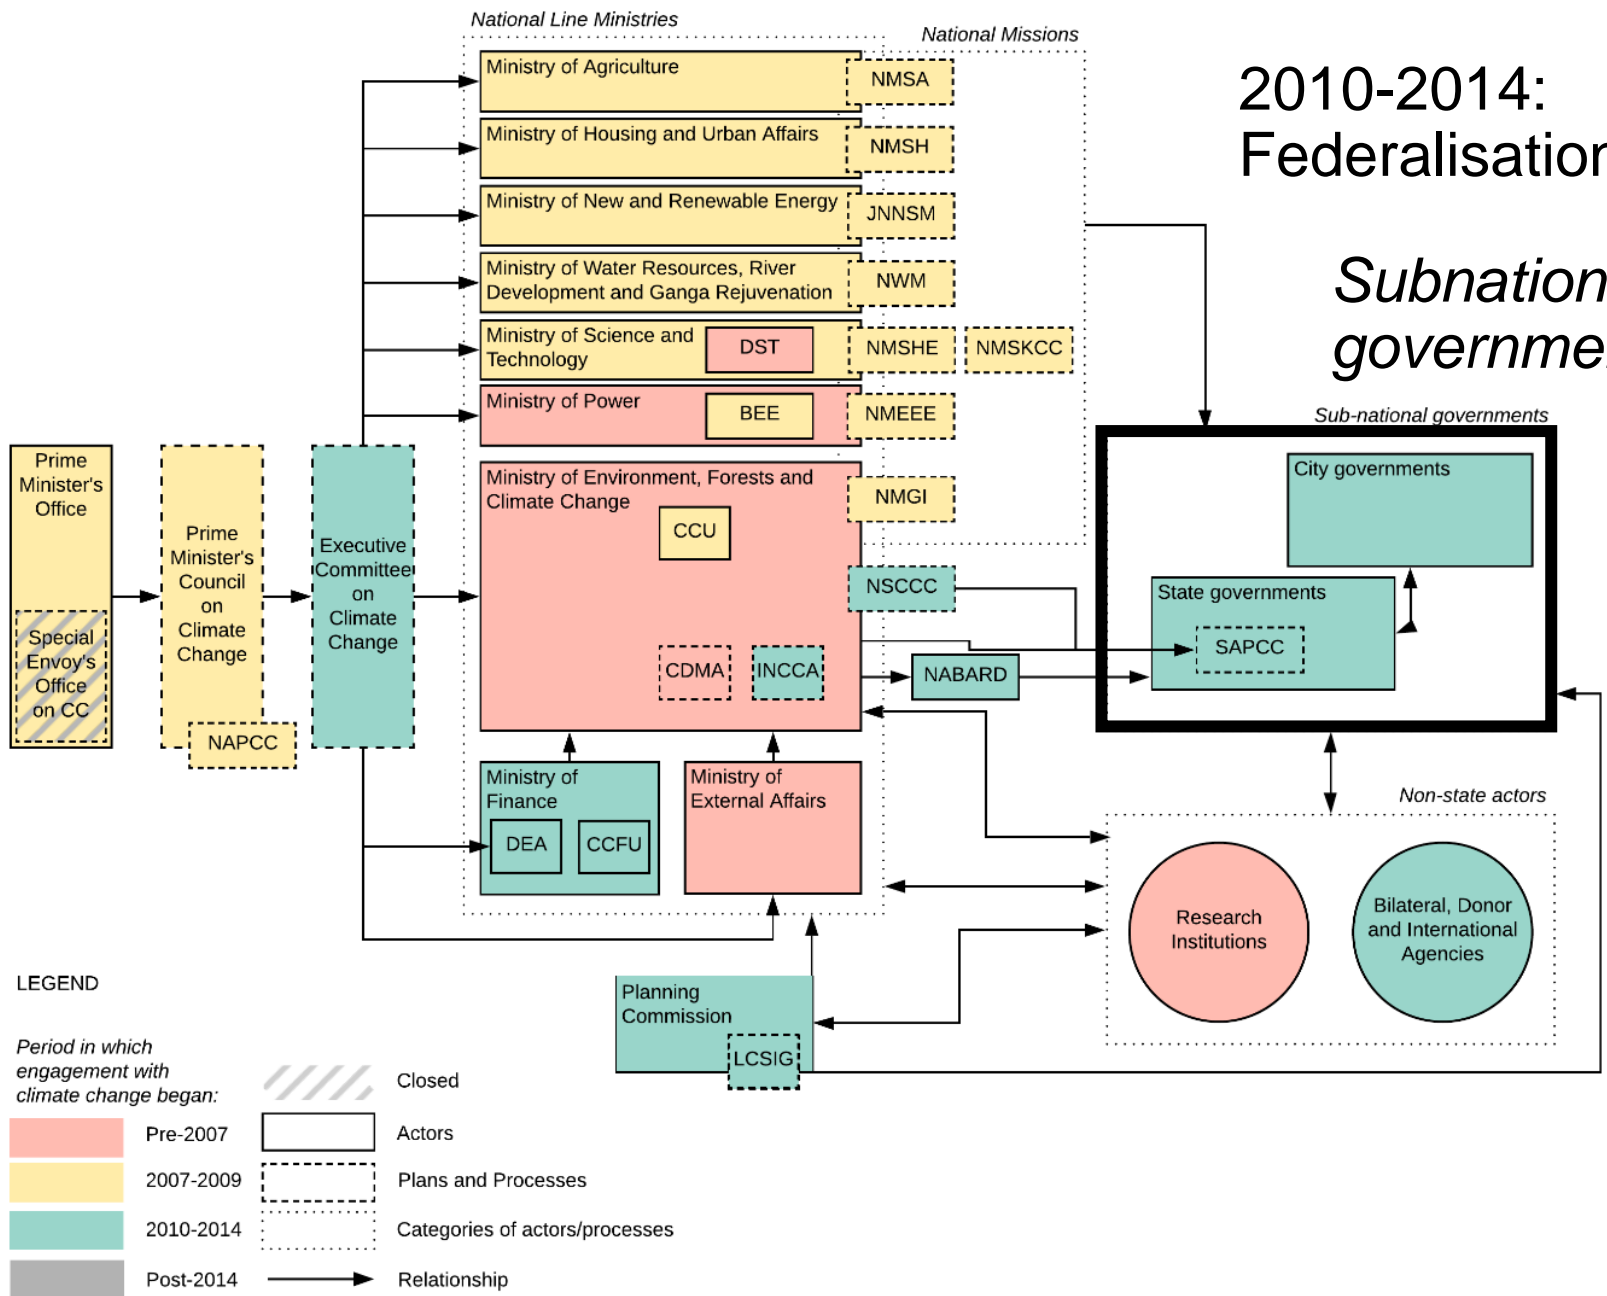 National Line Ministries
National Missions
2010-2014:
Federalisation
Subnation
governme
Ministry of Agriculture
NMSA
Ministry of Housing and Urban Affairs
NMSH
Ministry of New and Renewable Energy
JNNSM
Ministry of Water Resources, River
Development and Ganga Rejuvenation
NWM
Ministry of Science and
Technology
DST
NMSHE
NMSKCC
Ministry of Power
BEE
NMEEE
Sub-national governments
Prime
Minister's
Office
Special
Envoy's
Office
on CC
Prime
Minister's
Council
on
Climate
Change
NAPCC
Executive
Committee
on
Climate
Change
Ministry of Environment, Forests and
Climate Change
CCU
NMGI
NSCCC
CDMA
INCCA
NABARD
City governments
State governments
SAPCC
Ministry of
Finance
DEA
CCFU
Ministry of
External Affairs
Non-state actors
Research
Institutions
Bilateral, Donor
and International
Agencies
Planning
Commission
LCSIG
LEGEND
Period in which
engagement with
climate change began:
Pre-2007
2007-2009
2010-2014
Post-2014
Closed
Actors
Plans and Processes
Categories of actors/processes
Relationship